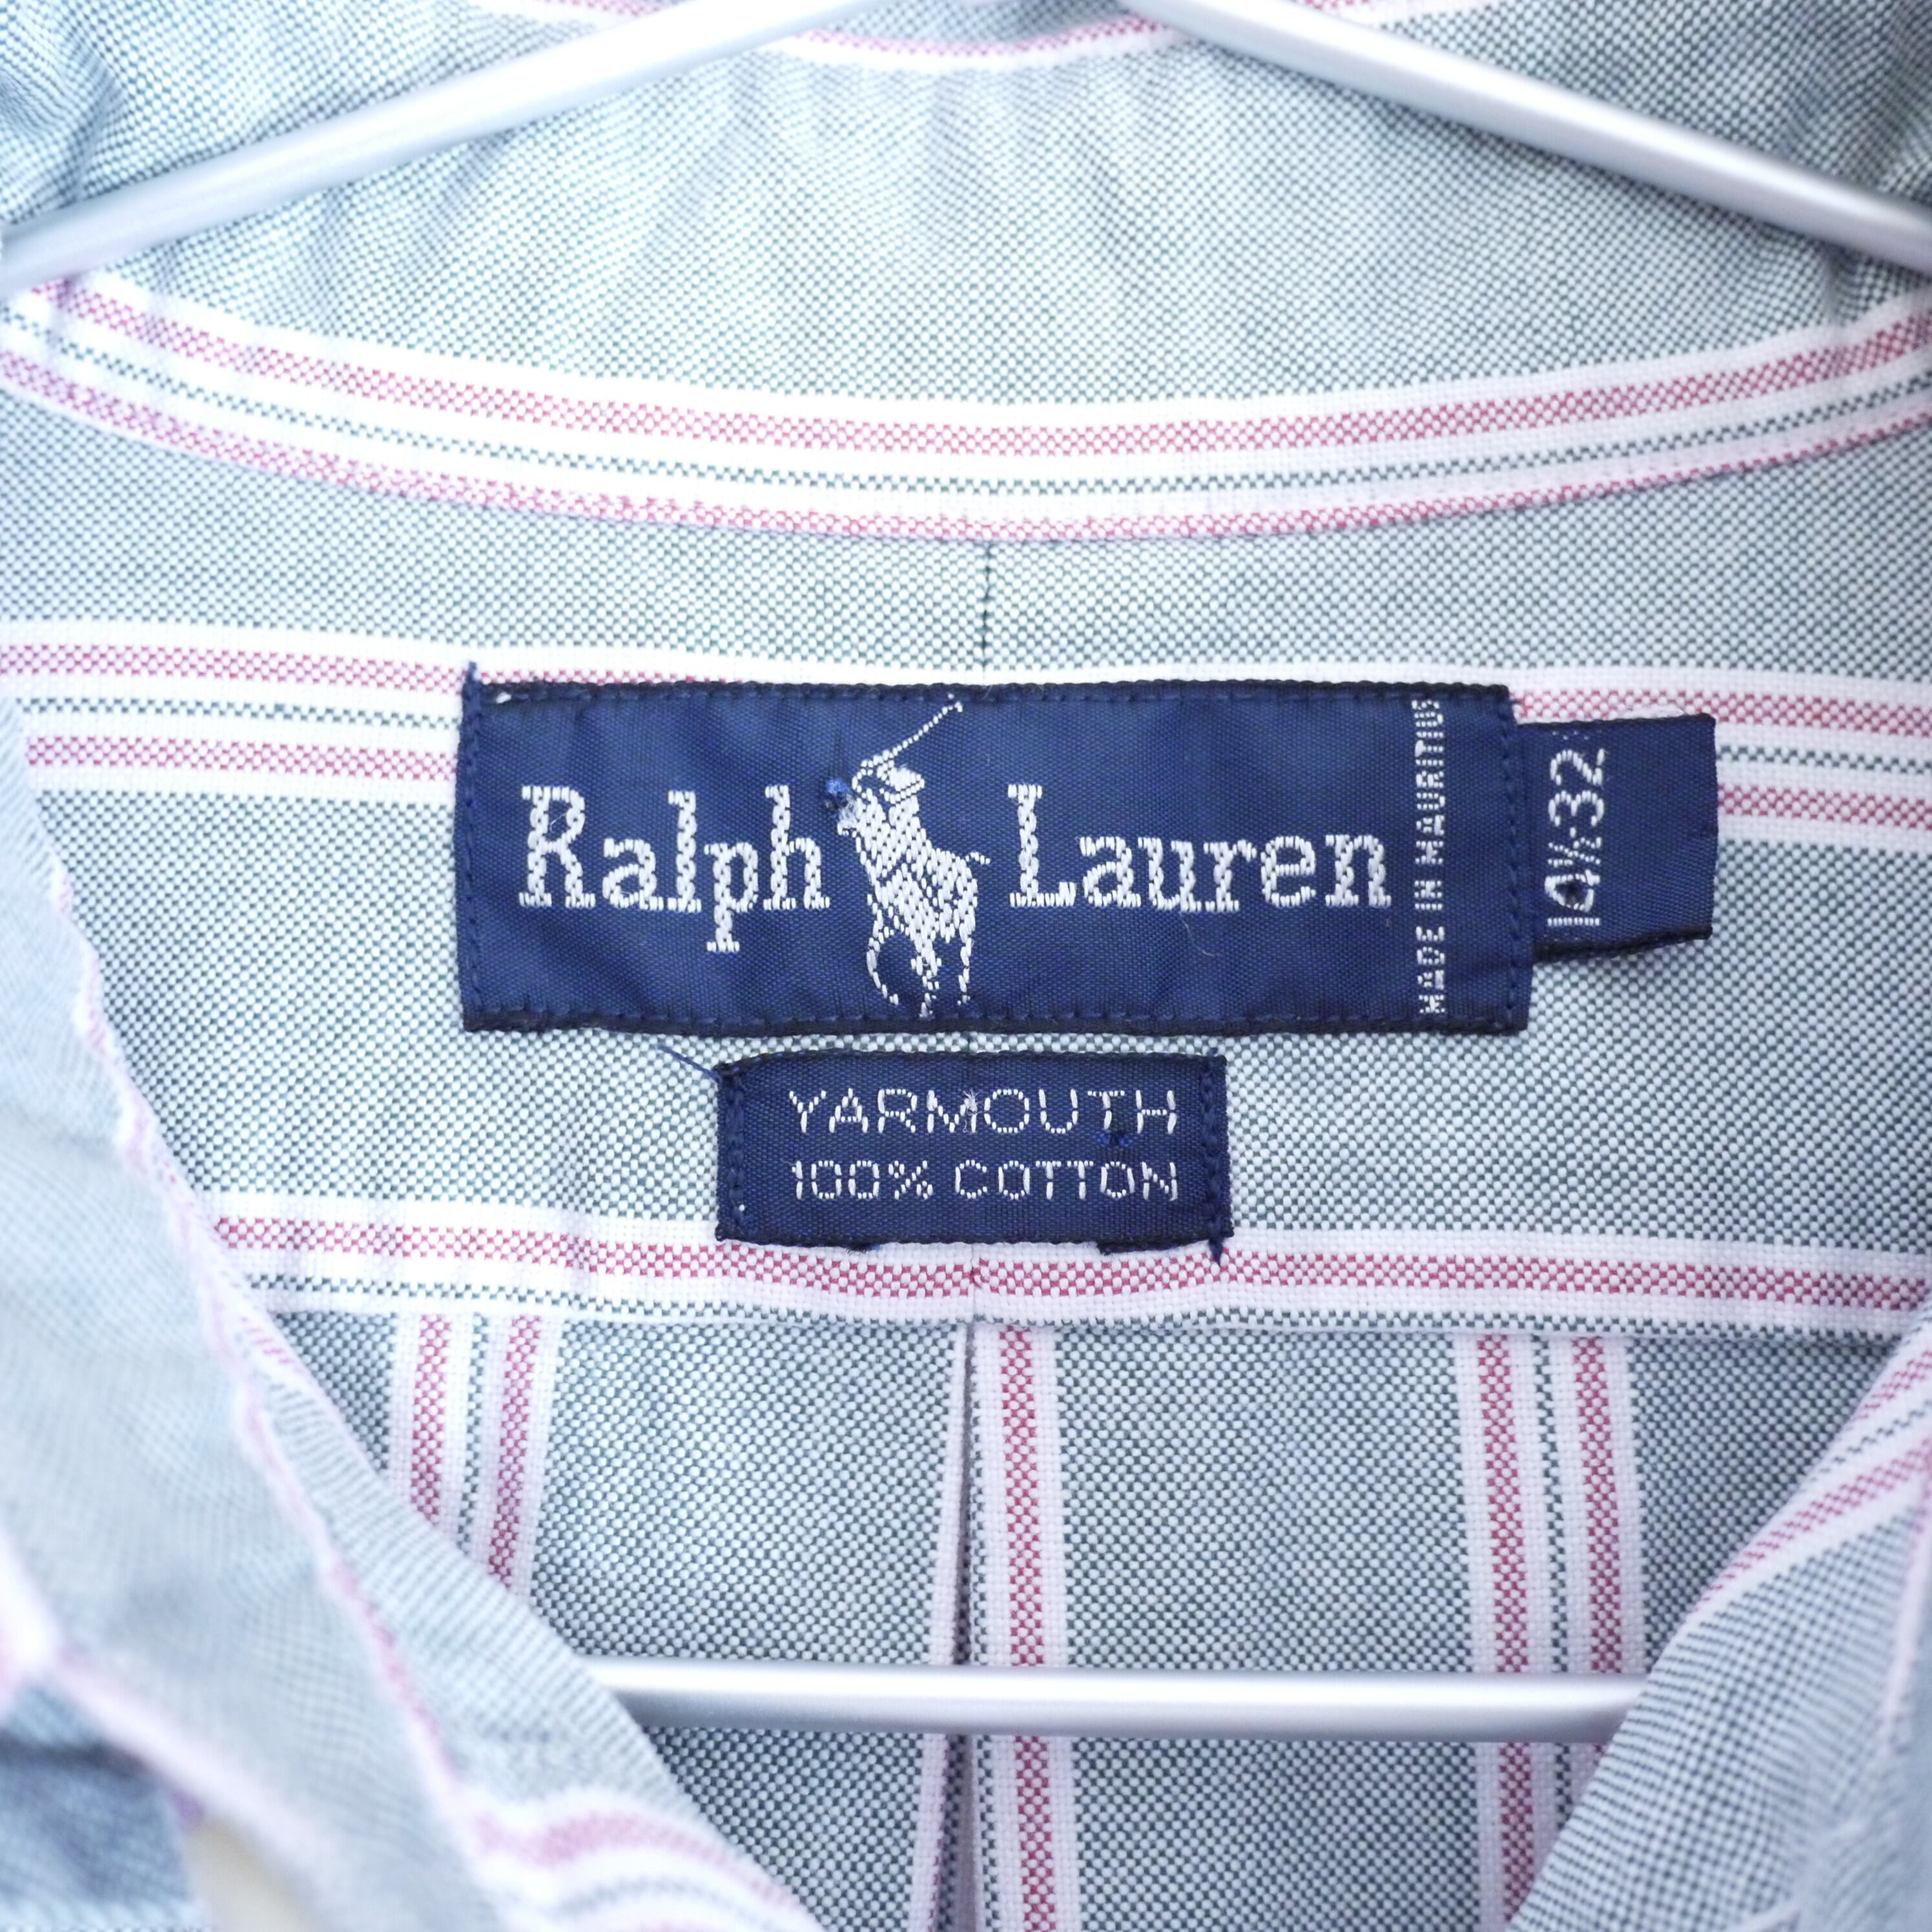 Ralph Lauren
MADE IN MAURITIUS
14½:32
YARMOUTH
100% COTTON